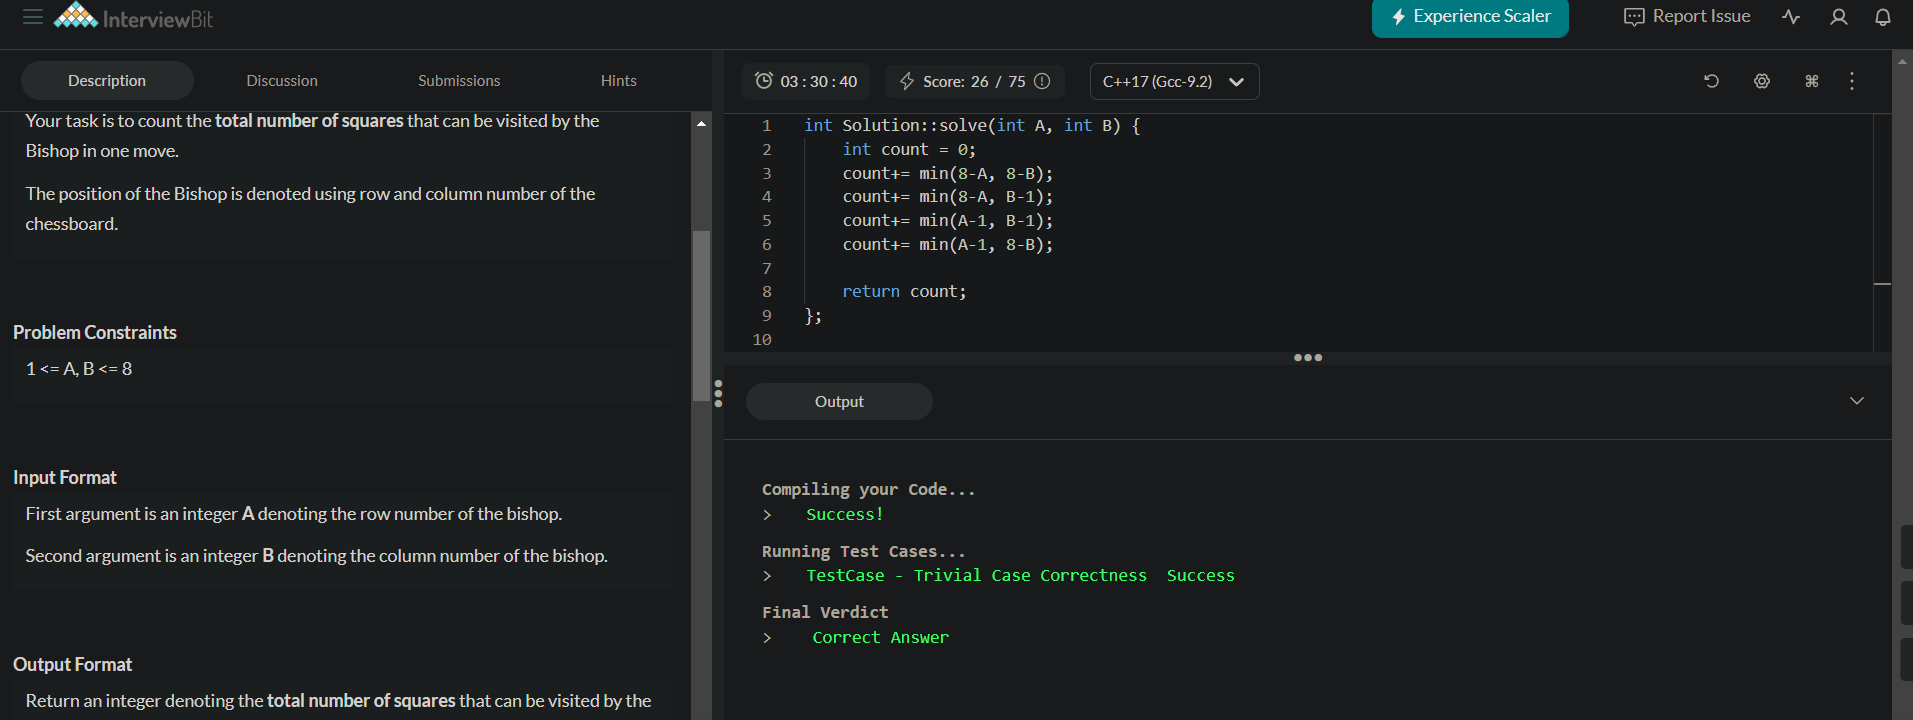 InterviewBit
Experience Scaler
Report Issue
Description
Discussion
Submissions
Hints
Your task is to count the total number of squares that can be visited by the
Bishop in one move.
The position of the Bishop is denoted using row and column number of the
chessboard.
Problem Constraints
1 <= A, B <= 8
Input Format
First argument is an integer A denoting the row number of the bishop.
Second argument is an integer B denoting the column number of the bishop.
Output Format
Return an integer denoting the total number of squares that can be visited by the
03 : 30 : 40
Score: 26 / 75
C++17 (Gcc-9.2)
1 int Solution::solve(int A, int B) {
2 int count = 0;
3 count+= min(8-A, 8-B);
4 count+= min(8-A, B-1);
5 count+= min(A-1, B-1);
6 count+= min(A-1, 8-B);
7
8 return count;
9 };
10
Output
Compiling your Code...
> Success!
Running Test Cases...
> TestCase - Trivial Case Correctness Success
Final Verdict
> Correct Answer